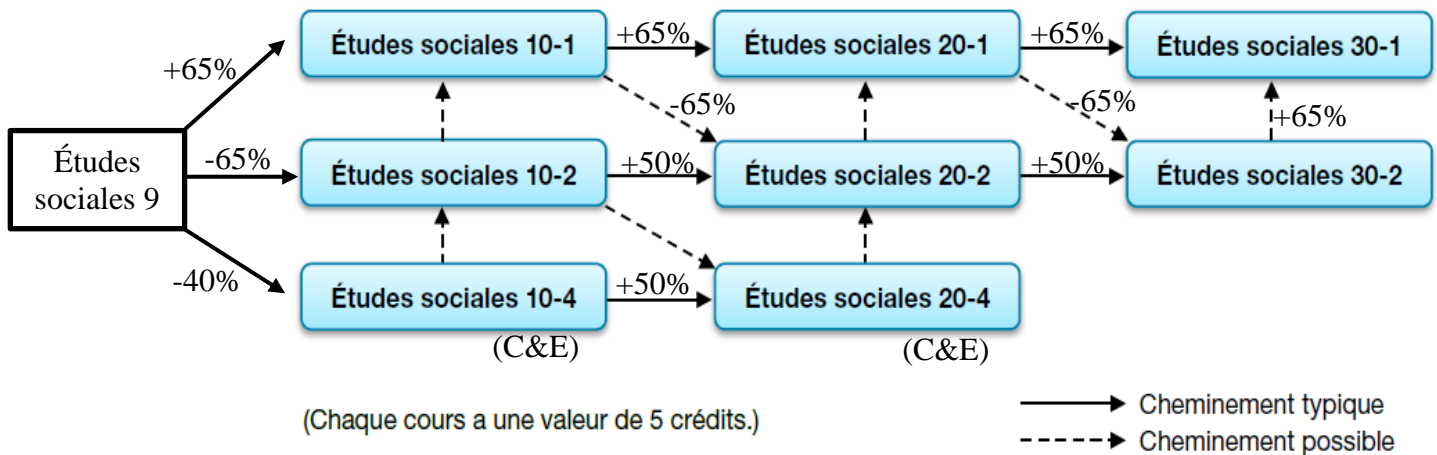 Études sociales 10-1
+65%
Études sociales 20-1
+65%
Études sociales 30-1
+65%
-65%
-65%
+65%
Études
sociales 9
-65%
Études sociales 10-2
+50%
Études sociales 20-2
+50%
Études sociales 30-2
-40%
Études sociales 10-4
+50%
Études sociales 20-4
(C&E)
(C&E)
(Chaque cours a une valeur de 5 crédits.)
Cheminement typique
Cheminement possible